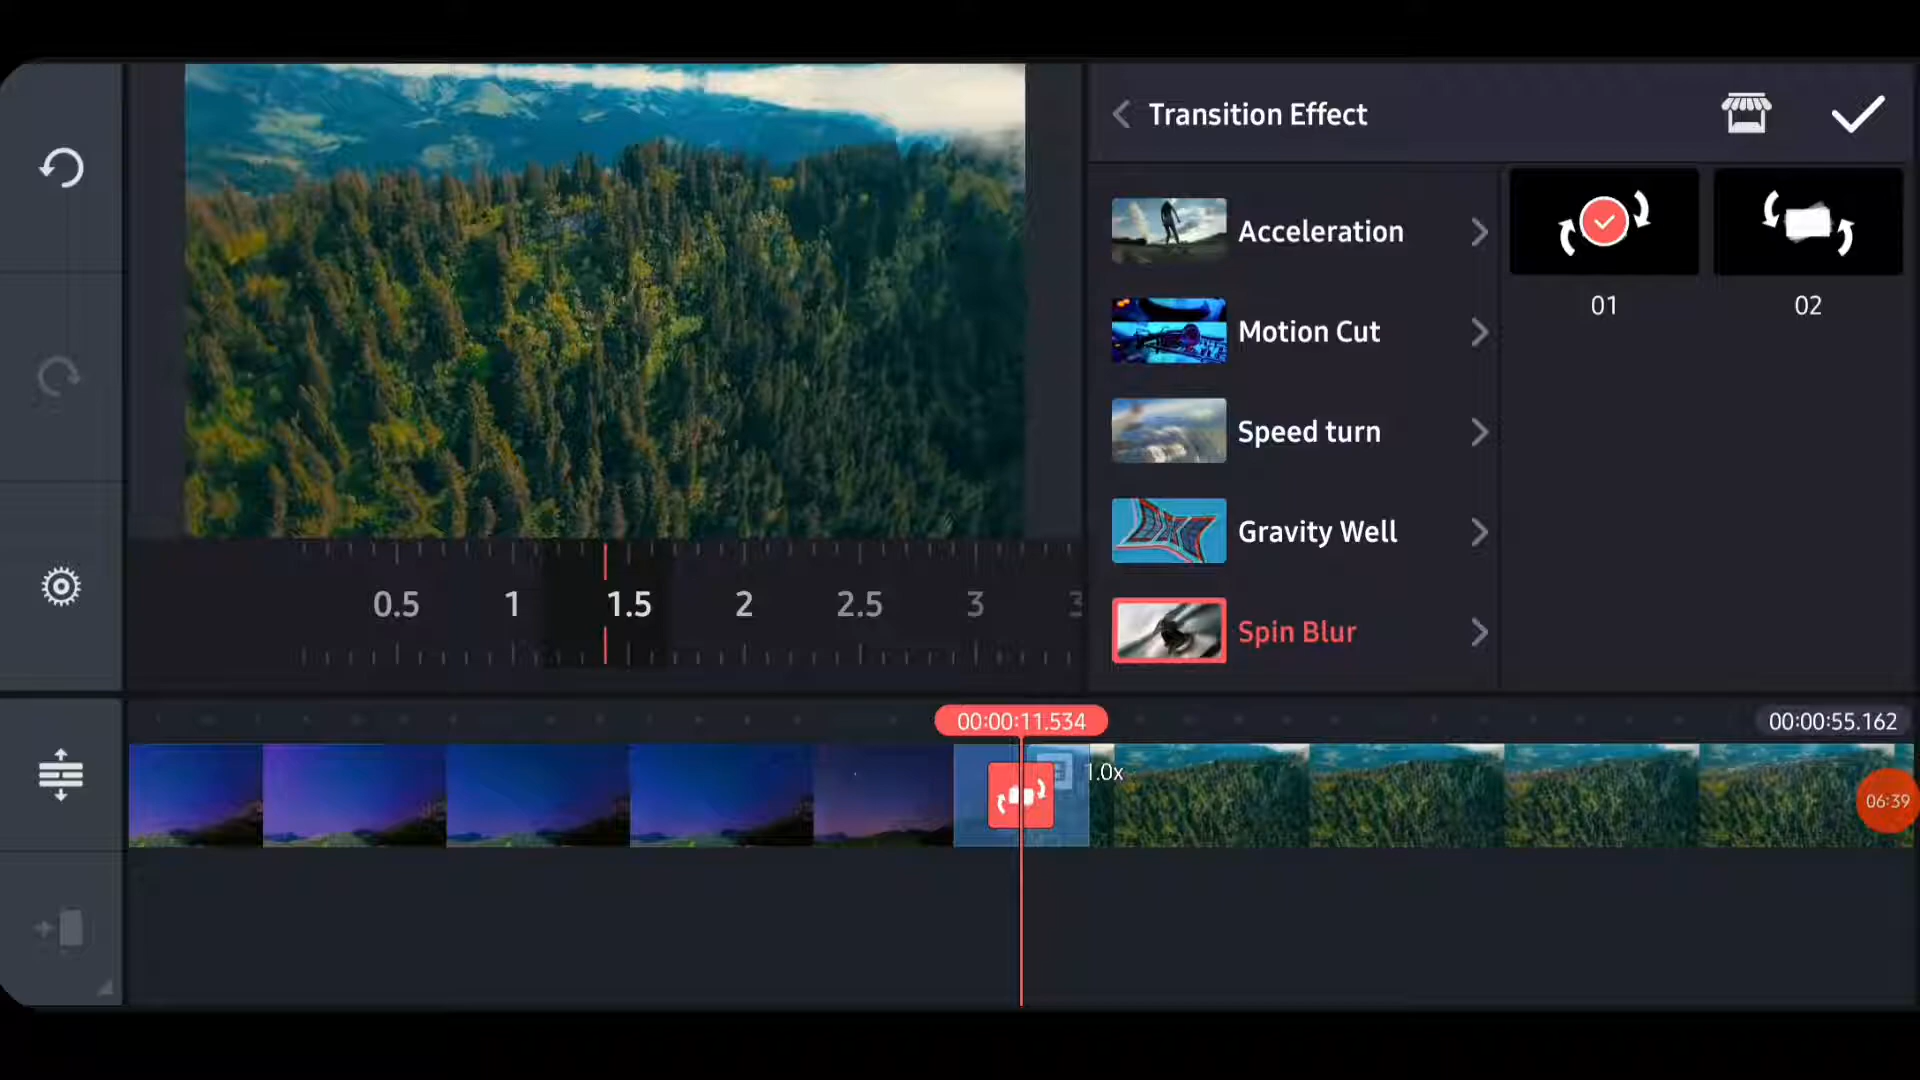 Transition Effect
Acceleration
Motion Cut
Speed turn
Gravity Well
Spin Blur
01
02
0.5 1 1.5 2 2.5 3
00:00:11.534
00:00:55.162
1.0x
06:39